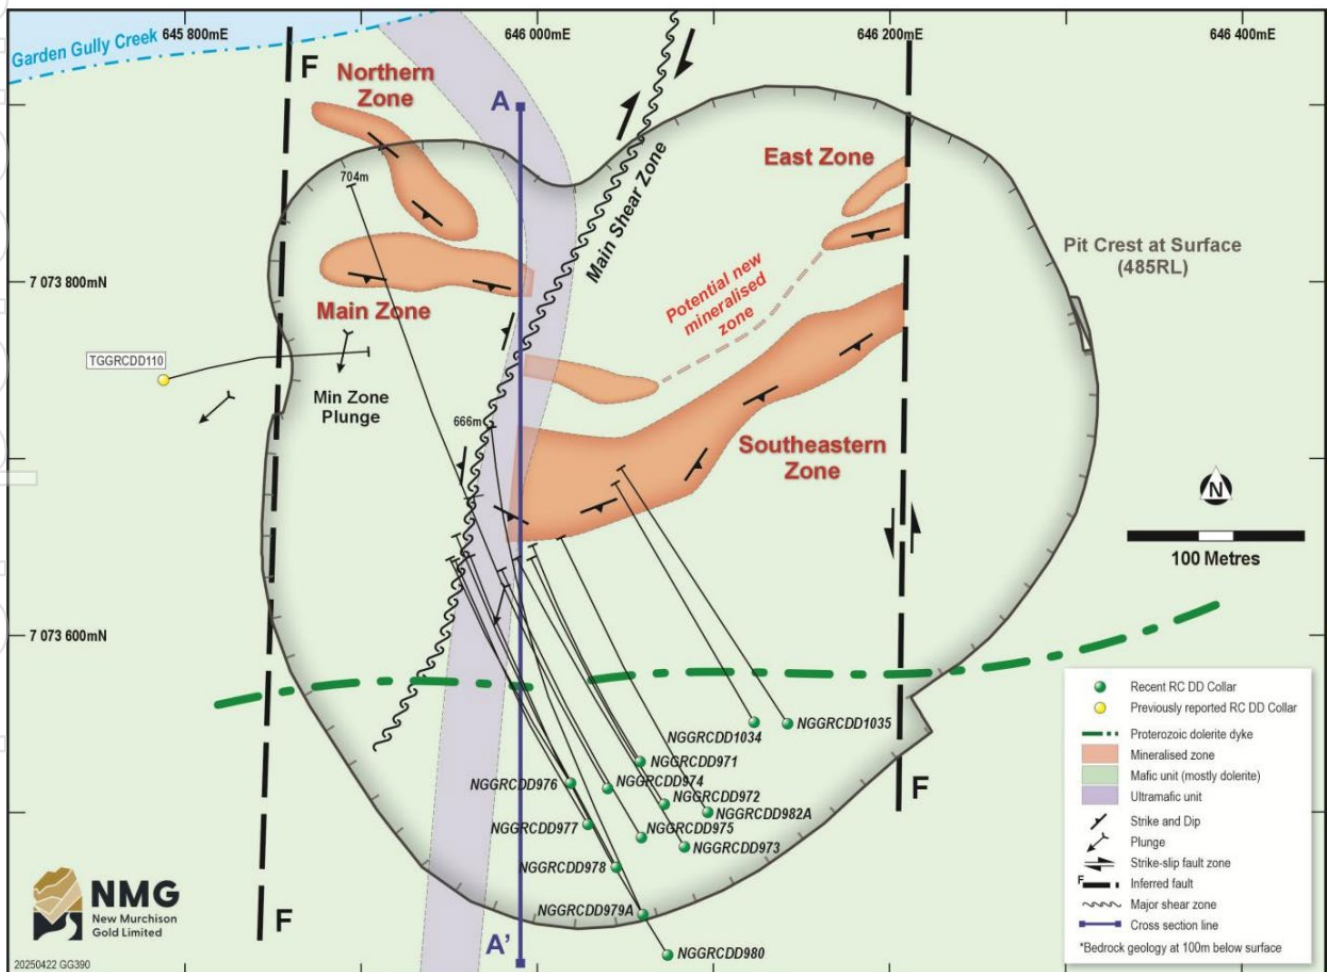 645 800mE
646 000mE
646 200mE
646 400mE
Garden Gully Creek
F
Northern
Zone
A
Main Shear Zone
East Zone
704m
Pit Crest at Surface
(485RL)
7 073 800mN
Potential new
mineralised
zone
Main Zone
TGGRCDD110
Min Zone
Plunge
666m
Southeastern
Zone
N
100 Metres
7 073 600mN
NGGRCDD1034
NGGRCDD1035
NGGRCDD971
NGGRCDD976
NGGRCDD974
NGGRCDD972
NGGRCDD982A
NGGRCDD977
NGGRCDD975
NGGRCDD973
NGGRCDD978
NGGRCDD979A
NGGRCDD980
F
F
A'
Recent RC DD Collar
Previously reported RC DD Collar
Proterozoic dolerite dyke
Mineralised zone
Mafic unit (mostly dolerite)
Ultramafic unit
Strike and Dip
Plunge
Strike-slip fault zone
F
Inferred fault
Major shear zone
Cross section line
*Bedrock geology at 100m below surface
NMG
New Murchison
Gold Limited
20250422 GG390